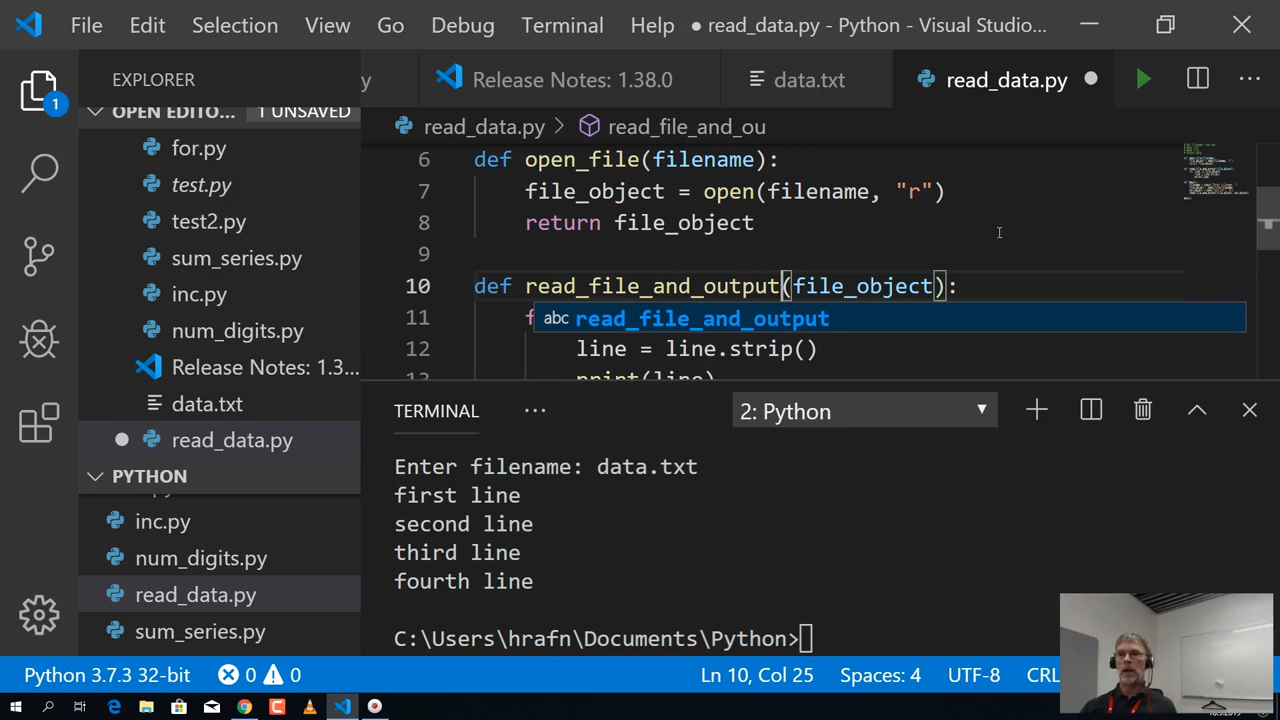 File Edit Selection View Go Debug Terminal Help ● read_data.py - Python - Visual Studio...
EXPLORER
OPEN EDITO... 1 UNSAVED
for.py
test.py
test2.py
sum_series.py
inc.py
num_digits.py
Release Notes: 1.3...
data.txt
● read_data.py
PYTHON
inc.py
num_digits.py
read_data.py
sum_series.py
1
y Release Notes: 1.38.0 data.txt read_data.py ●
read_data.py > read_file_and_ou
6 def open_file(filename):
7 file_object = open(filename, "r")
8 return file_object
9
10 def read_file_and_output(file_object):
11 f
abc read_file_and_output
12 line = line.strip()
13 print(line)
TERMINAL ... 2: Python
Enter filename: data.txt
first line
second line
third line
fourth line
C:\Users\hrafn\Documents\Python>
Python 3.7.3 32-bit 0 0 Ln 10, Col 25 Spaces: 4 UTF-8 CRL